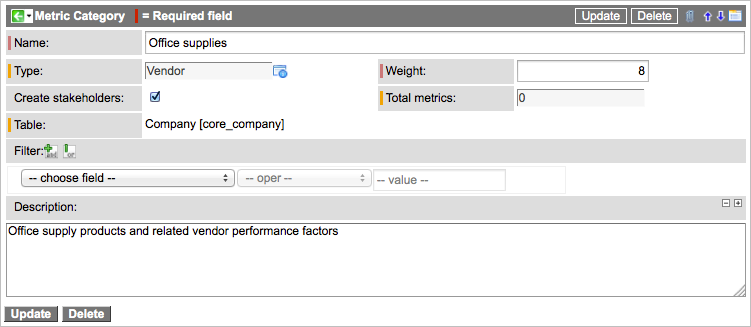 Metric Category = Required field Update Delete
Name: Office supplies
Type: Vendor Weight: 8
Create stakeholders: Total metrics: 0
Table: Company [core_company]
Filter:
-- choose field -- -- oper -- -- value --
Description:
Office supply products and related vendor performance factors
Update Delete